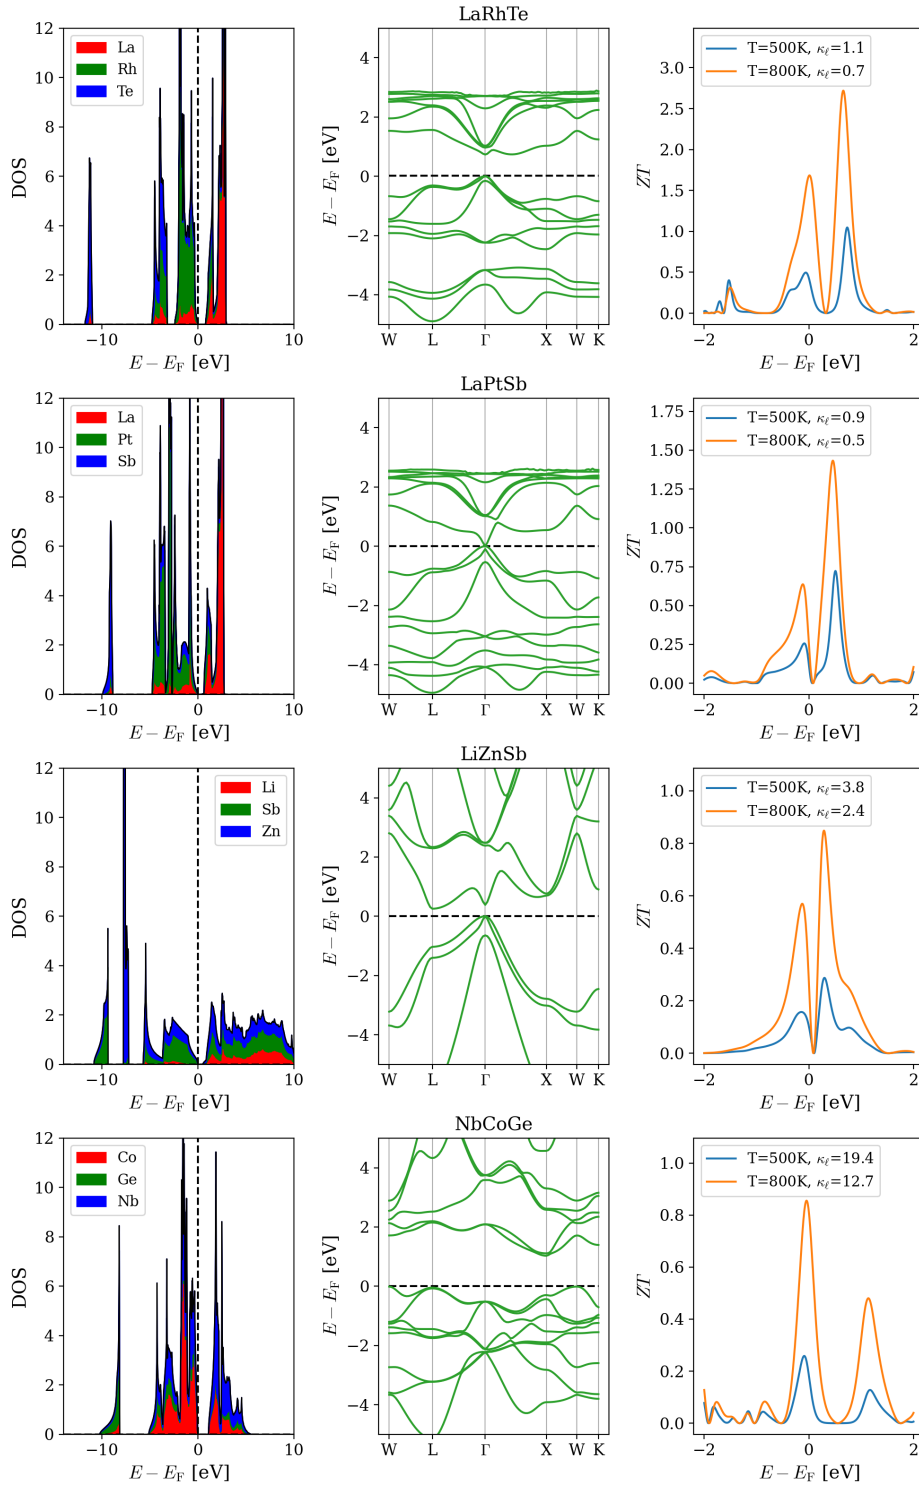 LaRhTe
DOS
12
10
8
6
4
2
0
La
Rh
Te
−10 0 10
E − E_F [eV]
E − E_F [eV]
4
2
0
−2
−4
W L Γ X W K
ZT
3.0
2.5
2.0
1.5
1.0
0.5
0.0
T=500K, κ_ℓ=1.1
T=800K, κ_ℓ=0.7
−2 0 2
E − E_F [eV]
LaPtSb
DOS
12
10
8
6
4
2
0
La
Pt
Sb
−10 0 10
E − E_F [eV]
E − E_F [eV]
4
2
0
−2
−4
W L Γ X W K
ZT
1.75
1.50
1.25
1.00
0.75
0.50
0.25
0.00
T=500K, κ_ℓ=0.9
T=800K, κ_ℓ=0.5
−2 0 2
E − E_F [eV]
LiZnSb
DOS
12
10
8
6
4
2
0
Li
Sb
Zn
−10 0 10
E − E_F [eV]
E − E_F [eV]
4
2
0
−2
−4
W L Γ X W K
ZT
1.0
0.8
0.6
0.4
0.2
0.0
T=500K, κ_ℓ=3.8
T=800K, κ_ℓ=2.4
−2 0 2
E − E_F [eV]
NbCoGe
DOS
12
10
8
6
4
2
0
Co
Ge
Nb
−10 0 10
E − E_F [eV]
E − E_F [eV]
4
2
0
−2
−4
W L Γ X W K
ZT
1.0
0.8
0.6
0.4
0.2
0.0
T=500K, κ_ℓ=19.4
T=800K, κ_ℓ=12.7
−2 0 2
E − E_F [eV]